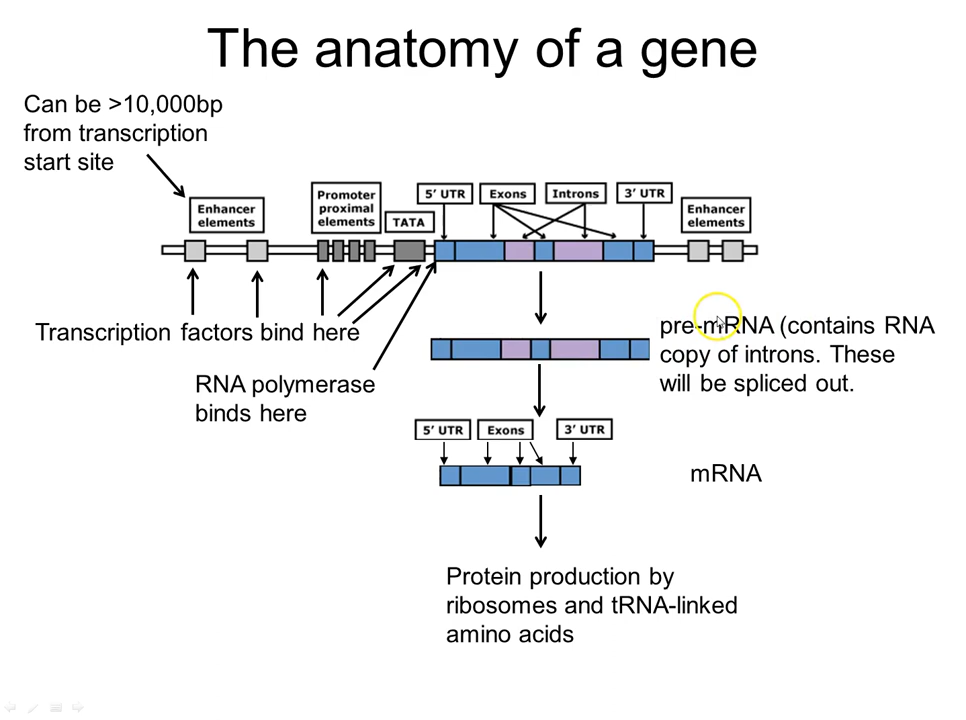 The anatomy of a gene
Can be >10,000bp
from transcription
start site
Enhancer
elements
Promoter
proximal
elements
TATA
5’ UTR
Exons
Introns
3’ UTR
Enhancer
elements
Transcription factors bind here
RNA polymerase
binds here
pre-mRNA (contains RNA
copy of introns. These
will be spliced out.
5’ UTR
Exons
3’ UTR
mRNA
Protein production by
ribosomes and tRNA-linked
amino acids